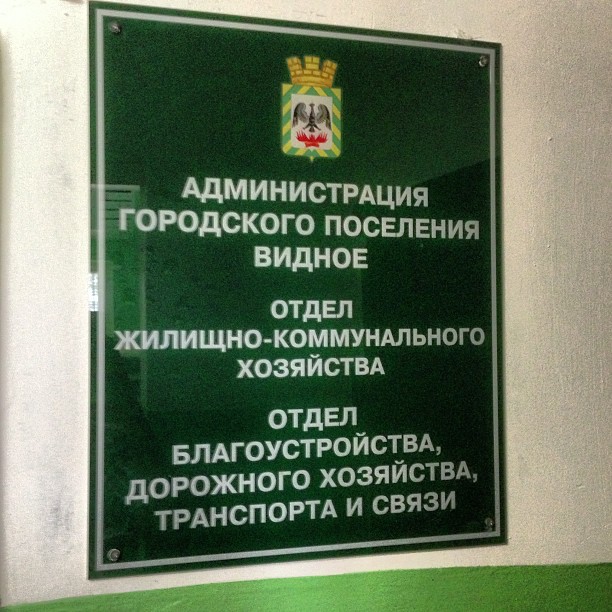 АДМИНИСТРАЦИЯ
ГОРОДСКОГО ПОСЕЛЕНИЯ
ВИДНОЕ
ОТДЕЛ
ЖИЛИЩНО-КОММУНАЛЬНОГО
ХОЗЯЙСТВА
ОТДЕЛ
БЛАГОУСТРОЙСТВА,
ДОРОЖНОГО ХОЗЯЙСТВА,
ТРАНСПОРТА И СВЯЗИ